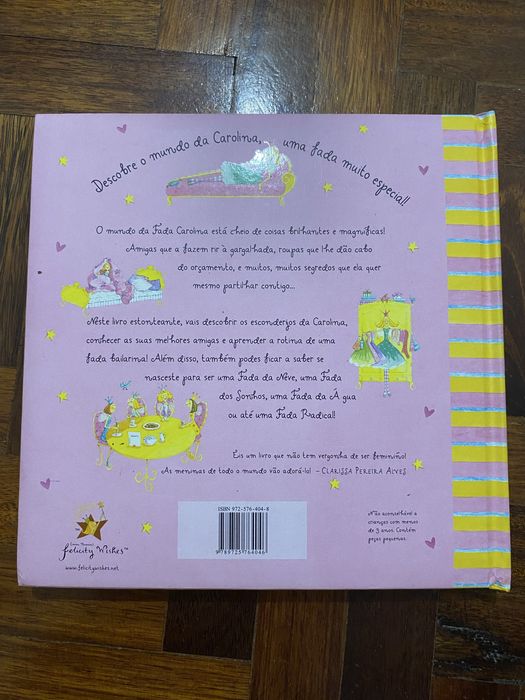 Descobre o mundo da Carolina, uma fada muito especial!
O mundo da Fada Carolina está cheio de coisas brilhantes e magníficas!
Amigas que a fazem rir à gargalhada, roupas que lhe dão cabo
do orçamento, e muitos, muitos segredos que ela quer
mesmo partilhar contigo...
Neste livro estonteante, vais descobrir os esconderijos da Carolina,
conhecer as suas melhores amigas e aprender a rotina de uma
fada bailarina! Além disso, também podes ficar a saber se
nasceste para ser uma Fada da Neve, uma Fada
dos Sonhos, uma Fada da Água
ou até uma Fada Radical!
Eis um livro que não tem vergonha de ser feminino!
As meninas de todo o mundo vão adorá-lo! – CLARISSA PEREIRA ALVES
ISBN 972-576-404-8
9 789725 764046
Não aconselhável a
crianças com menos
de 3 anos. Contém
peças pequenas.
felicity Wishes™
www.felicitywishes.net